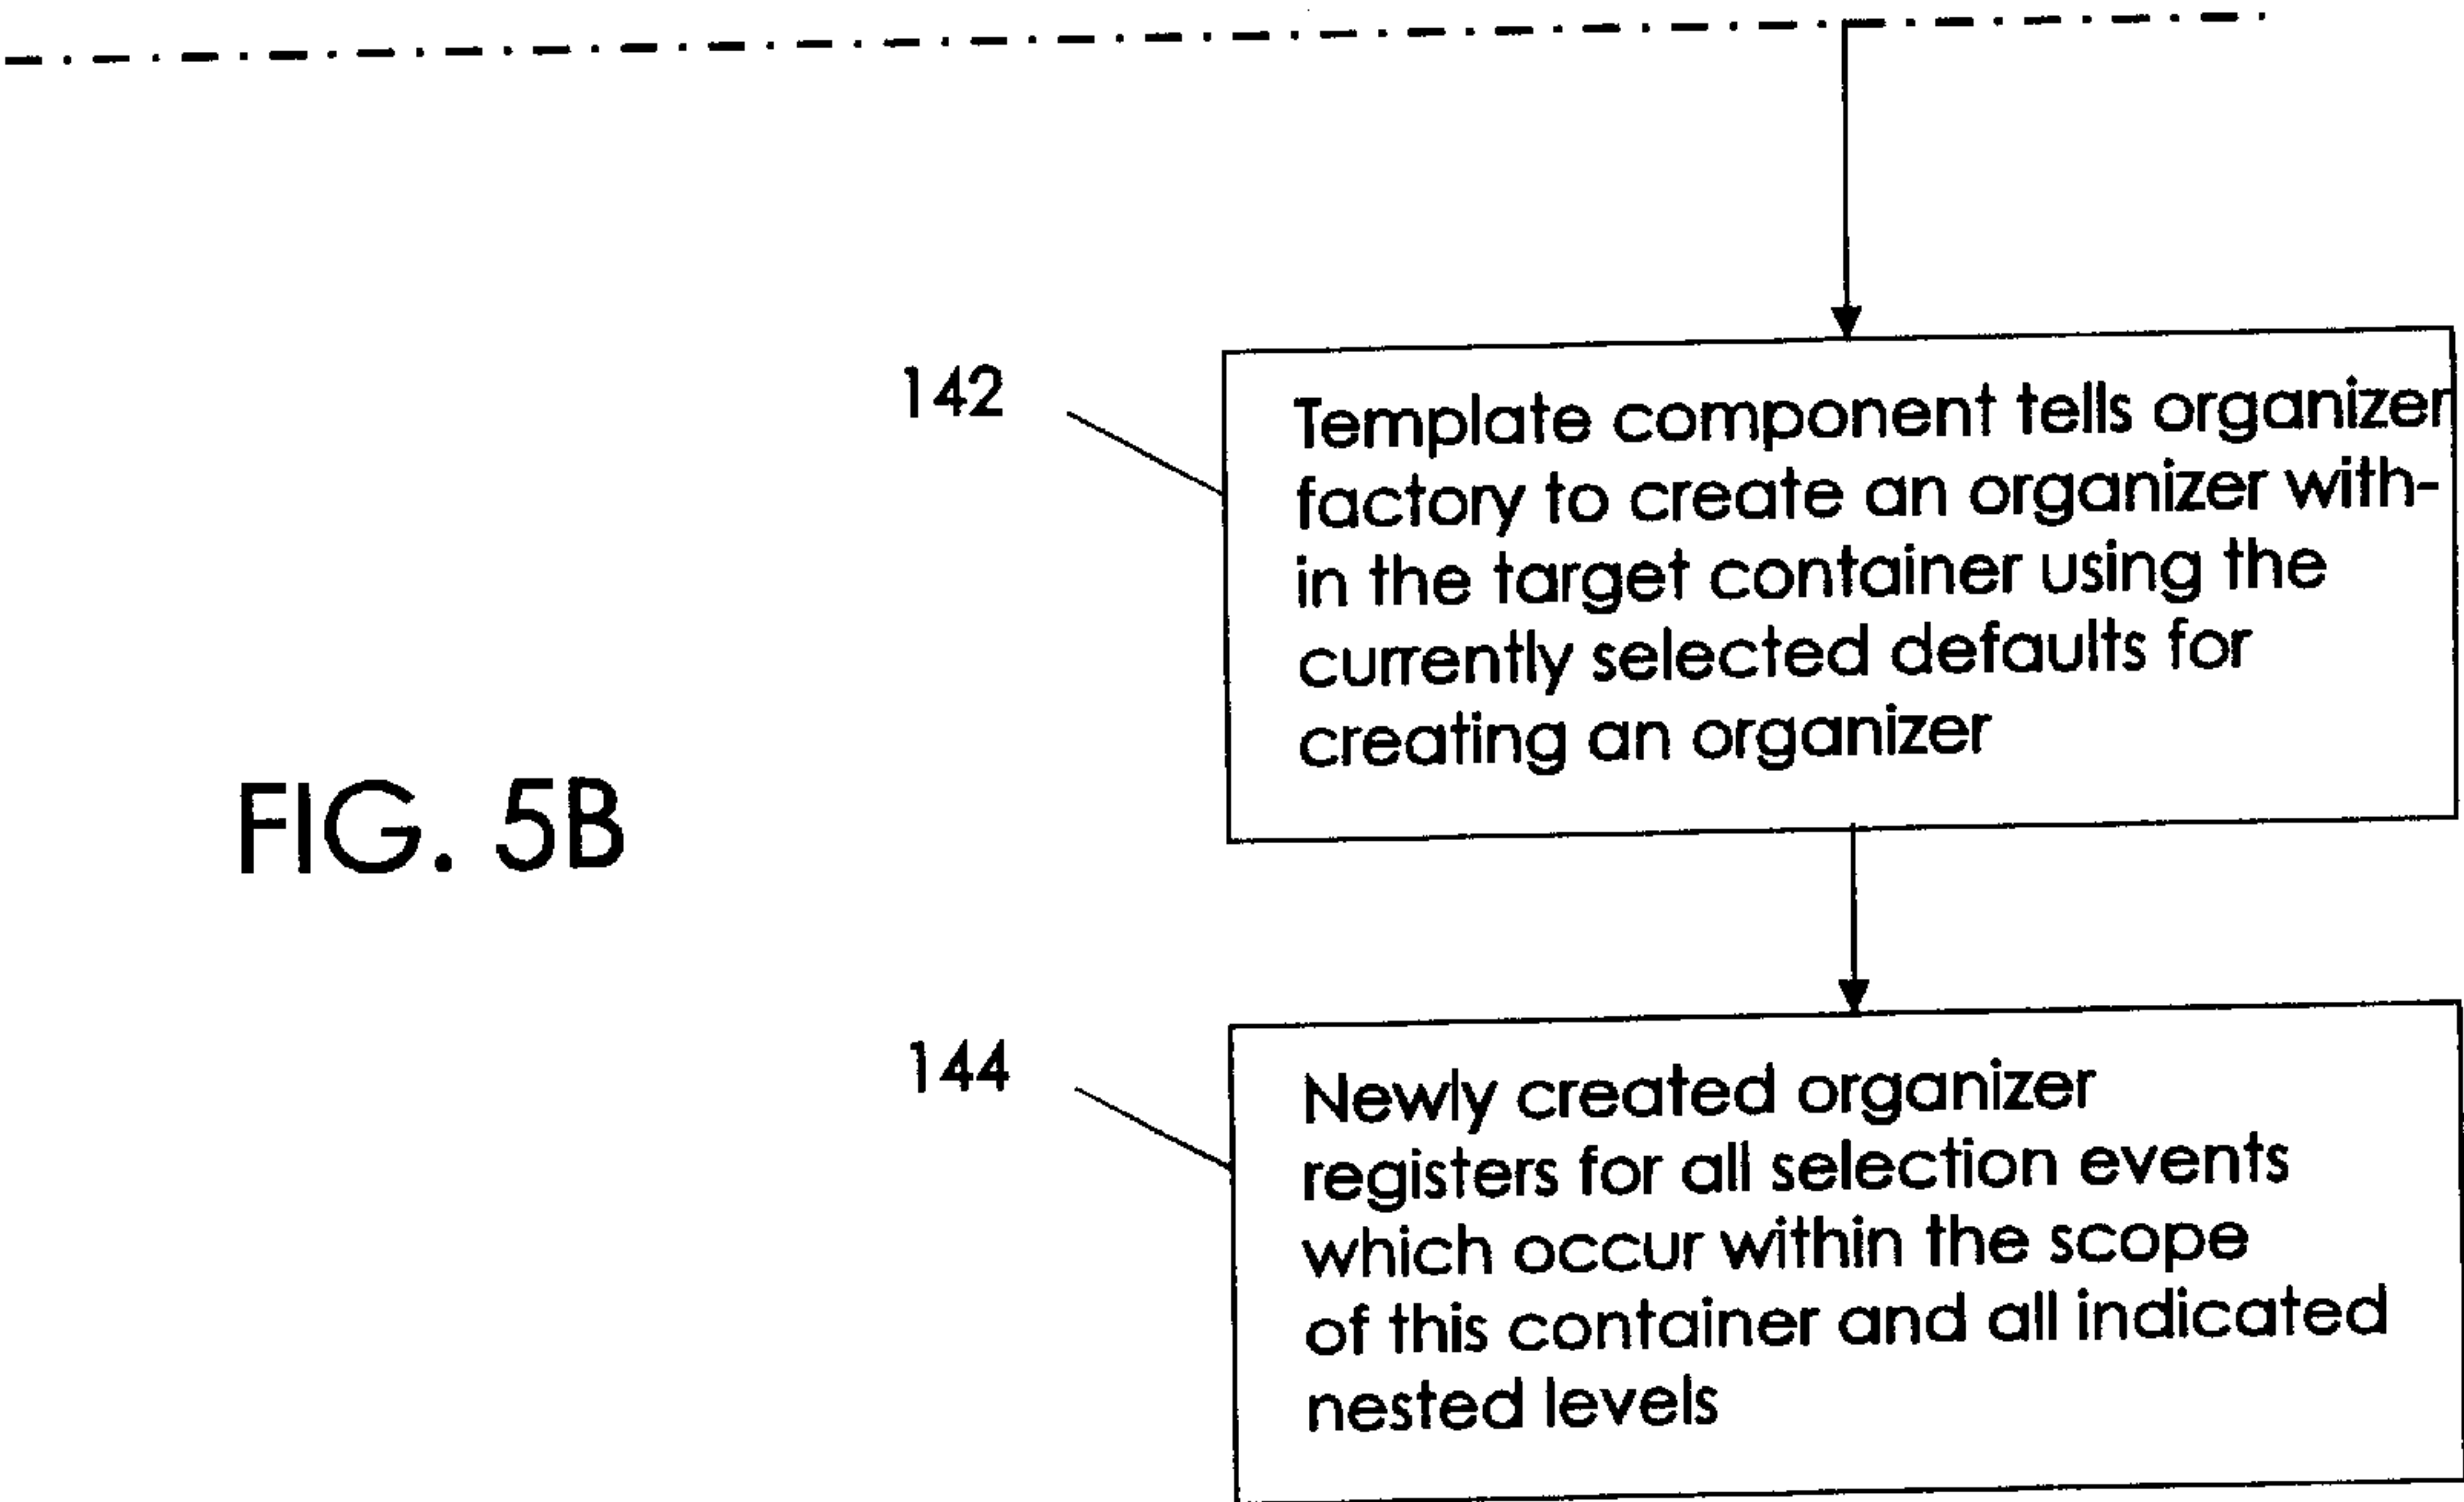 142
Template component tells organizer
factory to create an organizer with-
in the target container using the
currently selected defaults for
creating an organizer
FIG. 5B
144
Newly created organizer
registers for all selection events
which occur within the scope
of this container and all indicated
nested levels